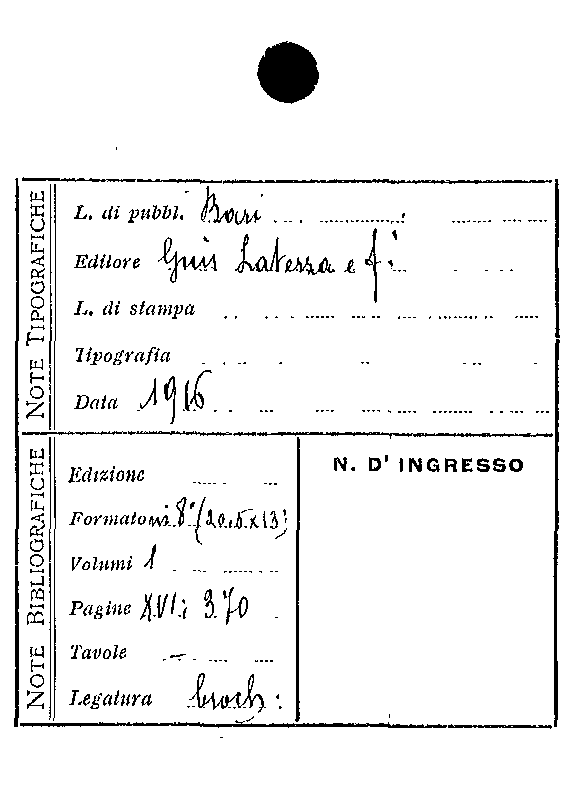 NOTE TIPOGRAFICHE
L. di pubbl. Bari
Editore Gius Laterza e f.i
L. di stampa
Tipografia
Data 1916
NOTE BIBLIOGRAFICHE
Edizione
Formato in 8° (20.5 x 13)
Volumi 1
Pagine XVI; 370
Tavole —
Legatura broch:
N. D' INGRESSO